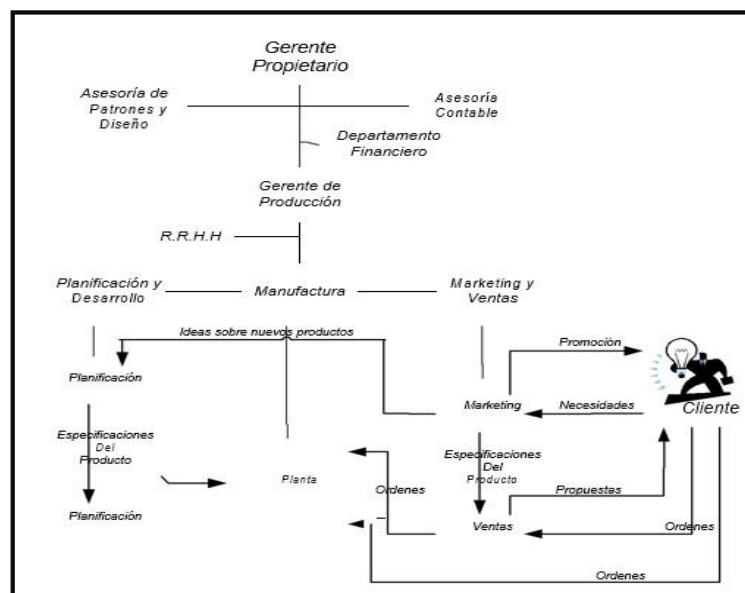 Gerente
Propietario
Asesoría de
Patrones y
Diseño
Asesoría
Contable
Departamento
Financiero
Gerente de
Producción
R.R.H.H
Planificación y
Desarrollo
Manufactura
Marketing y
Ventas
Ideas sobre nuevos productos
Promoción
Planificación
Marketing
Necesidades
Cliente
Especificaciones
Del
Producto
Especificaciones
Del
Producto
Planta
Ordenes
Propuestas
Planificación
Ventas
Ordenes
Ordenes